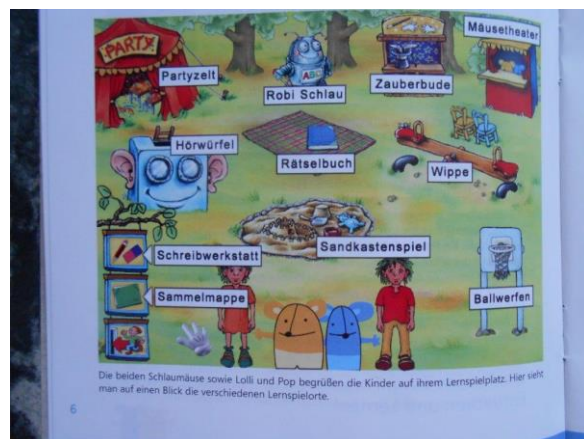 PARTY
Mäusetheater
Partyzelt
Robi Schlau
ABC
Zauberbude
Hörwürfel
Rätselbuch
Wippe
Schreibwerkstatt
Sandkastenspiel
Sammelmappe
Ballwerfen
Die beiden Schlaumäuse sowie Lolli und Pop begrüßen die Kinder auf ihrem Lernspielplatz. Hier sieht
man auf einen Blick die verschiedenen Lernspielorte.
6